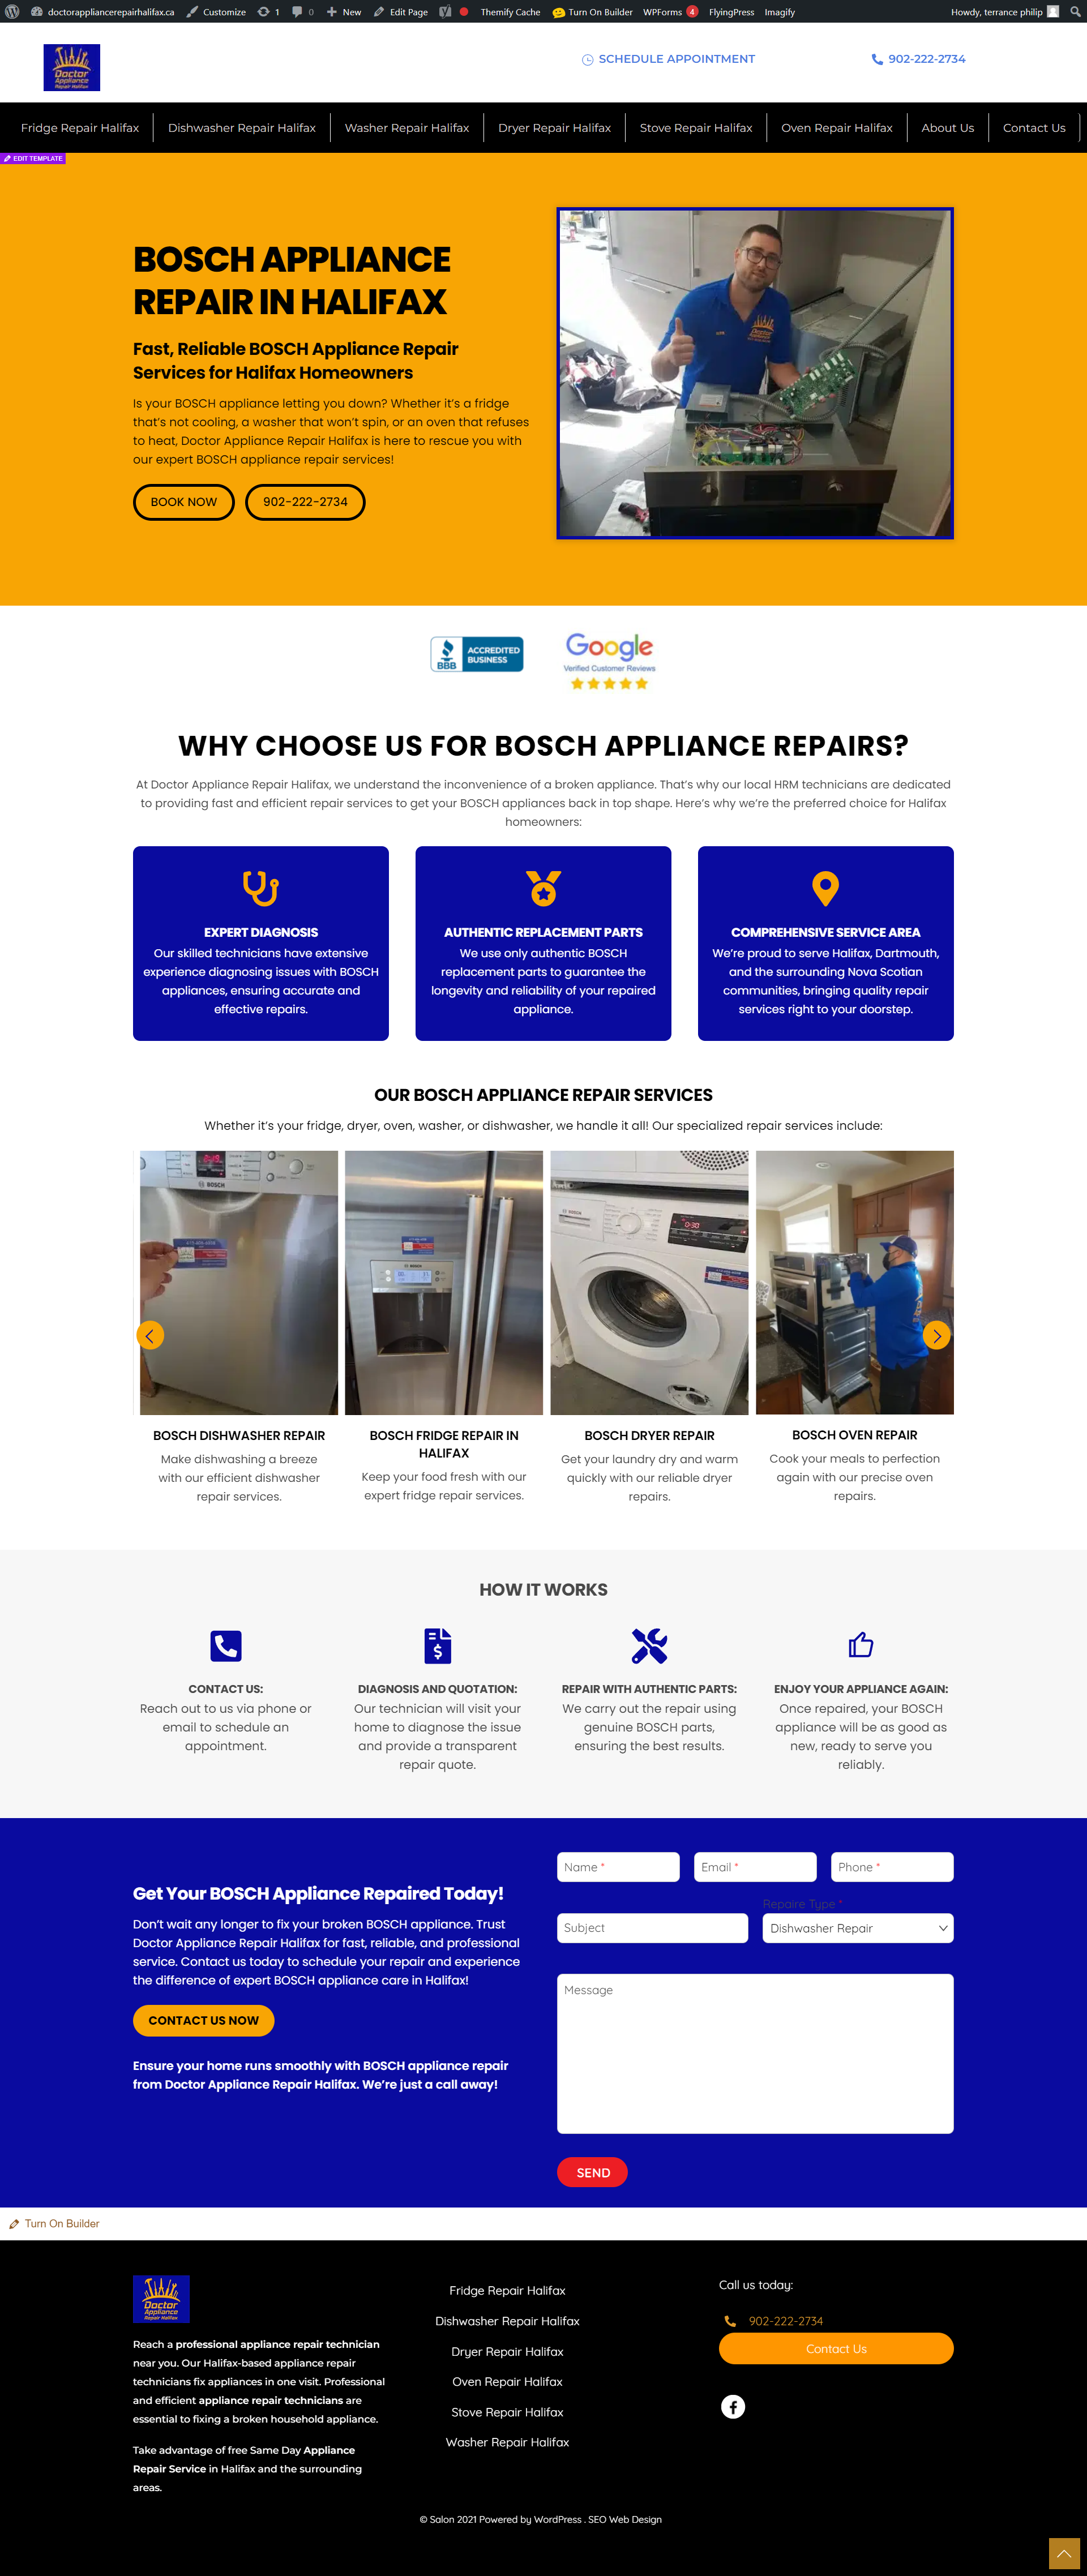 doctorappliancerepairhalifax.ca Customize 1 0 New Edit Page Themify Cache Turn On Builder WPForms 4 FlyingPress Imagify Howdy, terrance philip
Doctor
Appliance
Repair Halifax
SCHEDULE APPOINTMENT
902-222-2734
Fridge Repair Halifax Dishwasher Repair Halifax Washer Repair Halifax Dryer Repair Halifax Stove Repair Halifax Oven Repair Halifax About Us Contact Us
EDIT TEMPLATE
BOSCH APPLIANCE
REPAIR IN HALIFAX
Fast, Reliable BOSCH Appliance Repair
Services for Halifax Homeowners
Is your BOSCH appliance letting you down? Whether it's a fridge
that's not cooling, a washer that won't spin, or an oven that refuses
to heat, Doctor Appliance Repair Halifax is here to rescue you with
our expert BOSCH appliance repair services!
BOOK NOW
902-222-2734
BBB
ACCREDITED
BUSINESS
Google
Verified Customer Reviews
WHY CHOOSE US FOR BOSCH APPLIANCE REPAIRS?
At Doctor Appliance Repair Halifax, we understand the inconvenience of a broken appliance. That's why our local HRM technicians are dedicated
to providing fast and efficient repair services to get your BOSCH appliances back in top shape. Here's why we're the preferred choice for Halifax
homeowners:
EXPERT DIAGNOSIS
Our skilled technicians have extensive
experience diagnosing issues with BOSCH
appliances, ensuring accurate and
effective repairs.
AUTHENTIC REPLACEMENT PARTS
We use only authentic BOSCH
replacement parts to guarantee the
longevity and reliability of your repaired
appliance.
COMPREHENSIVE SERVICE AREA
We're proud to serve Halifax, Dartmouth,
and the surrounding Nova Scotian
communities, bringing quality repair
services right to your doorstep.
OUR BOSCH APPLIANCE REPAIR SERVICES
Whether it's your fridge, dryer, oven, washer, or dishwasher, we handle it all! Our specialized repair services include:
BOSCH DISHWASHER REPAIR
Make dishwashing a breeze
with our efficient dishwasher
repair services.
BOSCH FRIDGE REPAIR IN
HALIFAX
Keep your food fresh with our
expert fridge repair services.
BOSCH DRYER REPAIR
Get your laundry dry and warm
quickly with our reliable dryer
repairs.
BOSCH OVEN REPAIR
Cook your meals to perfection
again with our precise oven
repairs.
HOW IT WORKS
CONTACT US:
Reach out to us via phone or
email to schedule an
appointment.
DIAGNOSIS AND QUOTATION:
Our technician will visit your
home to diagnose the issue
and provide a transparent
repair quote.
REPAIR WITH AUTHENTIC PARTS:
We carry out the repair using
genuine BOSCH parts,
ensuring the best results.
ENJOY YOUR APPLIANCE AGAIN:
Once repaired, your BOSCH
appliance will be as good as
new, ready to serve you
reliably.
Get Your BOSCH Appliance Repaired Today!
Don't wait any longer to fix your broken BOSCH appliance. Trust
Doctor Appliance Repair Halifax for fast, reliable, and professional
service. Contact us today to schedule your repair and experience
the difference of expert BOSCH appliance care in Halifax!
CONTACT US NOW
Ensure your home runs smoothly with BOSCH appliance repair
from Doctor Appliance Repair Halifax. We're just a call away!
Name * Email * Phone *
Repaire Type *
Subject
Dishwasher Repair
Message
SEND
Turn On Builder
Doctor
Appliance
Repair Halifax
Reach a professional appliance repair technician
near you. Our Halifax-based appliance repair
technicians fix appliances in one visit. Professional
and efficient appliance repair technicians are
essential to fixing a broken household appliance.
Take advantage of free Same Day Appliance
Repair Service in Halifax and the surrounding
areas.
Fridge Repair Halifax
Dishwasher Repair Halifax
Dryer Repair Halifax
Oven Repair Halifax
Stove Repair Halifax
Washer Repair Halifax
Call us today:
902-222-2734
Contact Us
© Salon 2021 Powered by WordPress . SEO Web Design